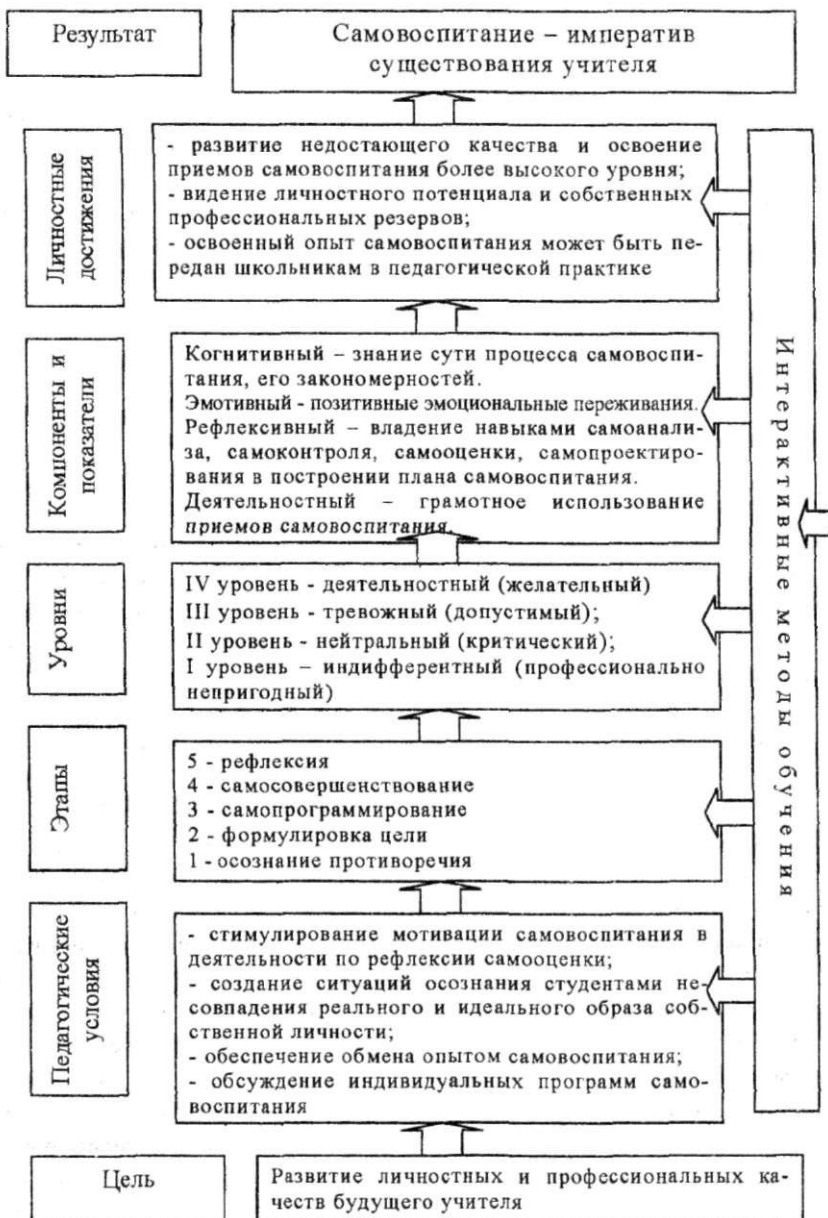 Результат
Самовоспитание – императив
существования учителя
Личностные
достижения
- развитие недостающего качества и освоение
приемов самовоспитания более высокого уровня;
- видение личностного потенциала и собственных
профессиональных резервов;
- освоенный опыт самовоспитания может быть пе-
редан школьникам в педагогической практике
Компоненты и
показатели
Когнитивный – знание сути процесса самовоспи-
тания, его закономерностей.
Эмотивный - позитивные эмоциональные переживания.
Рефлексивный – владение навыками самоанали-
за, самоконтроля, самооценки, самопроектиро-
вания в построении плана самовоспитания.
Деятельностный – грамотное использование
приемов самовоспитания.
Уровни
IV уровень - деятельностный (желательный)
III уровень - тревожный (допустимый);
II уровень - нейтральный (критический);
I уровень – индифферентный (профессионально
непригодный)
Этапы
5 - рефлексия
4 - самосовершенствование
3 - самопрограммирование
2 - формулировка цели
1 - осознание противоречия
Педагогические
условия
- стимулирование мотивации самовоспитания в
деятельности по рефлексии самооценки;
- создание ситуаций осознания студентами не-
совпадения реального и идеального образа соб-
ственной личности;
- обеспечение обмена опытом самовоспитания;
- обсуждение индивидуальных программ само-
воспитания
Интерактивные методы обучения
Цель
Развитие личностных и профессиональных ка-
честв будущего учителя